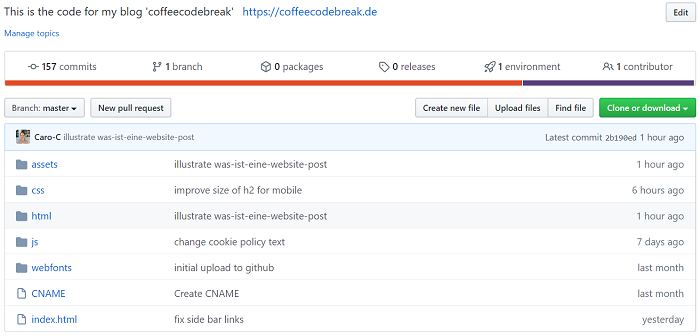 This is the code for my blog 'coffeecodebreak' https://coffeecodebreak.de Edit
Manage topics
157 commits 1 branch 0 packages 0 releases 1 environment 1 contributor
Branch: master New pull request Create new file Upload files Find file Clone or download
Caro-C illustrate was-ist-eine-website-post Latest commit 2b190ed 1 hour ago
assets illustrate was-ist-eine-website-post 1 hour ago
css improve size of h2 for mobile 6 hours ago
html illustrate was-ist-eine-website-post 1 hour ago
js change cookie policy text 7 days ago
webfonts initial upload to github last month
CNAME Create CNAME last month
index.html fix side bar links yesterday